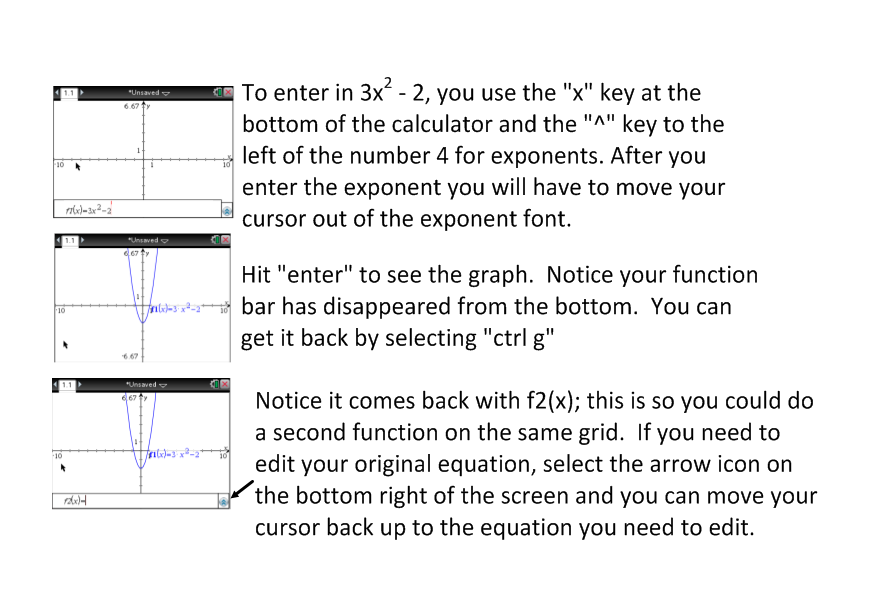 1.1 *Unsaved
6.67 y
1
x
-10 1 10
f1(x)=3x²-2
To enter in 3x² - 2, you use the "x" key at the
bottom of the calculator and the "^" key to the
left of the number 4 for exponents. After you
enter the exponent you will have to move your
cursor out of the exponent font.
1.1 *Unsaved
6.67 y
1
x
-10 f1(x)=3·x²-2 10
-6.67
Hit "enter" to see the graph.  Notice your function
bar has disappeared from the bottom.  You can
get it back by selecting "ctrl g"
1.1 *Unsaved
6.67 y
1
x
-10 f1(x)=3·x²-2 10
f2(x)=
Notice it comes back with f2(x); this is so you could do
a second function on the same grid.  If you need to
edit your original equation, select the arrow icon on
the bottom right of the screen and you can move your
cursor back up to the equation you need to edit.